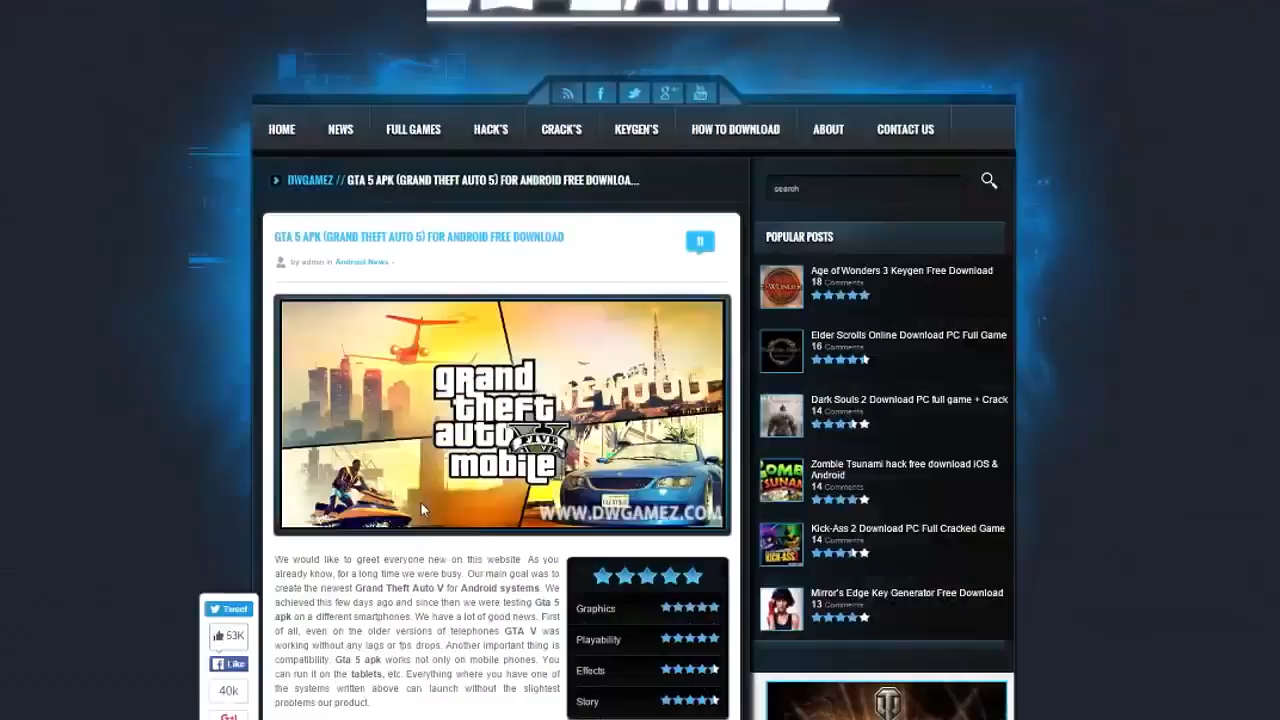 HOME NEWS FULL GAMES HACK'S CRACK'S KEYGEN'S HOW TO DOWNLOAD ABOUT CONTACT US
DWGAMEZ // GTA 5 APK (GRAND THEFT AUTO 5) FOR ANDROID FREE DOWNLOA...
search
GTA 5 APK (GRAND THEFT AUTO 5) FOR ANDROID FREE DOWNLOAD
by admin in Android News -
grand
theft
auto
FIVE
mobile
WWW.DWGAMEZ.COM
We would like to greet everyone new on this website As you
already know, for a long time we were busy. Our main goal was to
create the newest Grand Theft Auto V for Android systems. We
achieved this few days ago and since then we were testing Gta 5
apk on a different smartphones. We have a lot of good news. First
of all, even on the older versions of telephones GTA V was
working without any lags or fps drops. Another important thing is
compatibility. Gta 5 apk works not only on mobile phones. You
can run it on the tablets, etc. Everything where you have one of
the systems written above can launch without the slightest
problems our product.
Graphics
Playability
Effects
Story
Tweet
53K
Like
40k
POPULAR POSTS
Age of Wonders 3 Keygen Free Download
18 Comments
Elder Scrolls Online Download PC Full Game
16 Comments
Dark Souls 2 Download PC full game + Crack
14 Comments
Zombie Tsunami hack free download iOS &
Android
14 Comments
Kick-Ass 2 Download PC Full Cracked Game
14 Comments
Mirror's Edge Key Generator Free Download
13 Comments